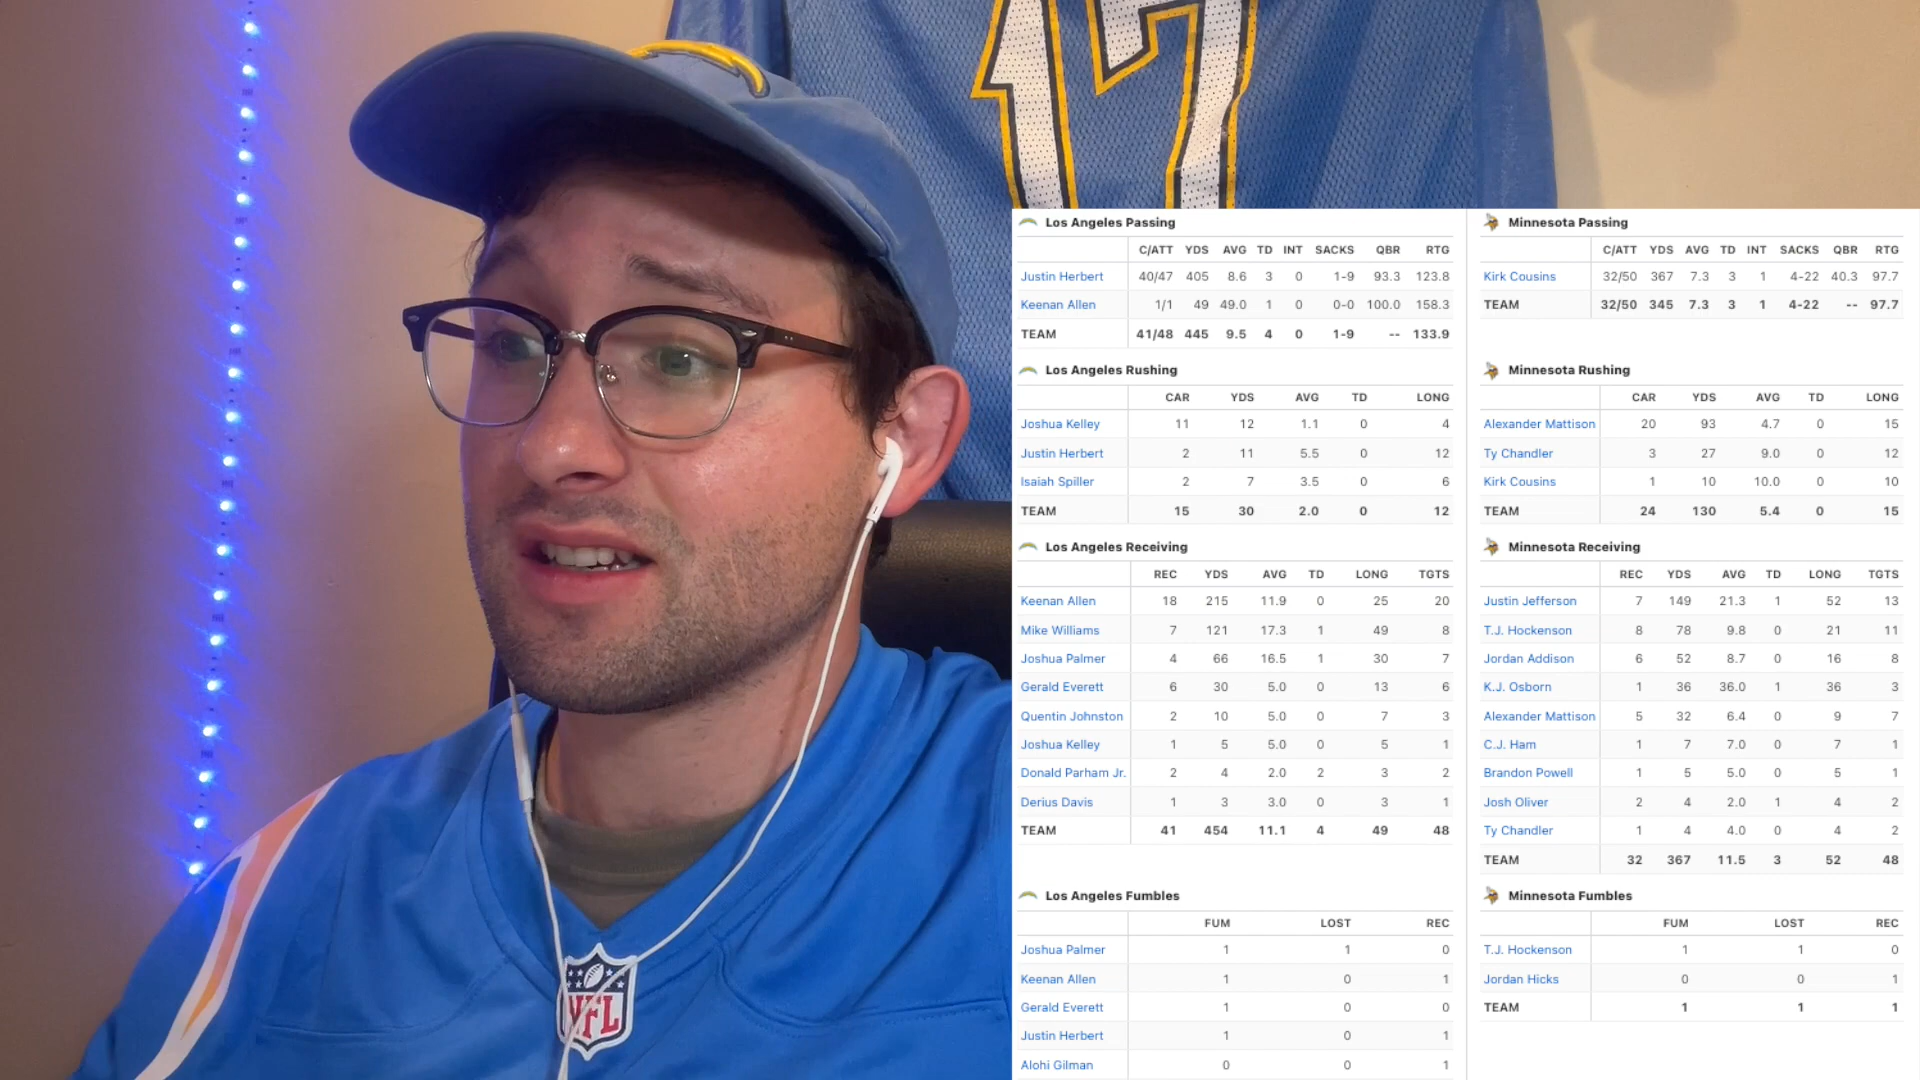 17
Los Angeles Passing
C/ATT YDS AVG TD INT SACKS QBR RTG
Justin Herbert 40/47 405 8.6 3 0 1-9 93.3 123.8
Keenan Allen 1/1 49 49.0 1 0 0-0 100.0 158.3
TEAM 41/48 445 9.5 4 0 1-9 -- 133.9
Los Angeles Rushing
CAR YDS AVG TD LONG
Joshua Kelley 11 12 1.1 0 4
Justin Herbert 2 11 5.5 0 12
Isaiah Spiller 2 7 3.5 0 6
TEAM 15 30 2.0 0 12
Los Angeles Receiving
REC YDS AVG TD LONG TGTS
Keenan Allen 18 215 11.9 0 25 20
Mike Williams 7 121 17.3 1 49 8
Joshua Palmer 4 66 16.5 1 30 7
Gerald Everett 6 30 5.0 0 13 6
Quentin Johnston 2 10 5.0 0 7 3
Joshua Kelley 1 5 5.0 0 5 1
Donald Parham Jr. 2 4 2.0 2 3 2
Derius Davis 1 3 3.0 0 3 1
TEAM 41 454 11.1 4 49 48
Los Angeles Fumbles
FUM LOST REC
Joshua Palmer 1 1 0
Keenan Allen 1 0 1
Gerald Everett 1 0 0
Justin Herbert 1 0 1
Alohi Gilman 0 0 1
Minnesota Passing
C/ATT YDS AVG TD INT SACKS QBR RTG
Kirk Cousins 32/50 367 7.3 3 1 4-22 40.3 97.7
TEAM 32/50 345 7.3 3 1 4-22 -- 97.7
Minnesota Rushing
CAR YDS AVG TD LONG
Alexander Mattison 20 93 4.7 0 15
Ty Chandler 3 27 9.0 0 12
Kirk Cousins 1 10 10.0 0 10
TEAM 24 130 5.4 0 15
Minnesota Receiving
REC YDS AVG TD LONG TGTS
Justin Jefferson 7 149 21.3 1 52 13
T.J. Hockenson 8 78 9.8 0 21 11
Jordan Addison 6 52 8.7 0 16 8
K.J. Osborn 1 36 36.0 1 36 3
Alexander Mattison 5 32 6.4 0 9 7
C.J. Ham 1 7 7.0 0 7 1
Brandon Powell 1 5 5.0 0 5 1
Josh Oliver 2 4 2.0 1 4 2
Ty Chandler 1 4 4.0 0 4 2
TEAM 32 367 11.5 3 52 48
Minnesota Fumbles
FUM LOST REC
T.J. Hockenson 1 1 0
Jordan Hicks 0 0 1
TEAM 1 1 1
NFL